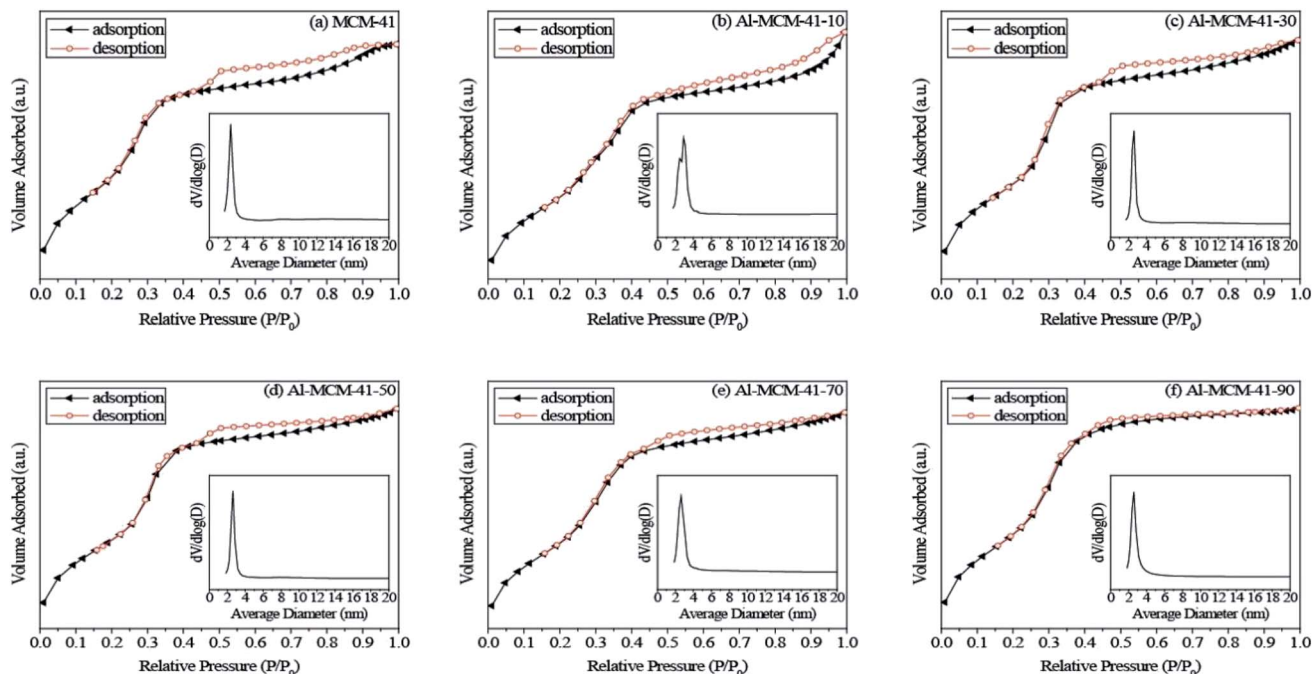 (a) MCM-41
adsorption
desorption
Volume Adsorbed (a.u.)
dV/dlog(D)
0 2 4 6 8 10 12 14 16 18 20
Average Diameter (nm)
0.0 0.1 0.2 0.3 0.4 0.5 0.6 0.7 0.8 0.9 1.0
Relative Pressure (P/P0)
(b) Al-MCM-41-10
adsorption
desorption
Volume Adsorbed (a.u.)
dV/dlog(D)
0 2 4 6 8 10 12 14 16 18 20
Average Diameter (nm)
0.0 0.1 0.2 0.3 0.4 0.5 0.6 0.7 0.8 0.9 1.0
Relative Pressure (P/P0)
(c) Al-MCM-41-30
adsorption
desorption
Volume Adsorbed (a.u.)
dV/dlog(D)
0 2 4 6 8 10 12 14 16 18 20
Average Diameter (nm)
0.0 0.1 0.2 0.3 0.4 0.5 0.6 0.7 0.8 0.9 1.0
Relative Pressure (P/P0)
(d) Al-MCM-41-50
adsorption
desorption
Volume Adsorbed (a.u.)
dV/dlog(D)
0 2 4 6 8 10 12 14 16 18 20
Average Diameter (nm)
0.0 0.1 0.2 0.3 0.4 0.5 0.6 0.7 0.8 0.9 1.0
Relative Pressure (P/P0)
(e) Al-MCM-41-70
adsorption
desorption
Volume Adsorbed (a.u.)
dV/dlog(D)
0 2 4 6 8 10 12 14 16 18 20
Average Diameter (nm)
0.0 0.1 0.2 0.3 0.4 0.5 0.6 0.7 0.8 0.9 1.0
Relative Pressure (P/P0)
(f) Al-MCM-41-90
adsorption
desorption
Volume Adsorbed (a.u.)
dV/dlog(D)
0 2 4 6 8 10 12 14 16 18 20
Average Diameter (nm)
0.0 0.1 0.2 0.3 0.4 0.5 0.6 0.7 0.8 0.9 1.0
Relative Pressure (P/P0)